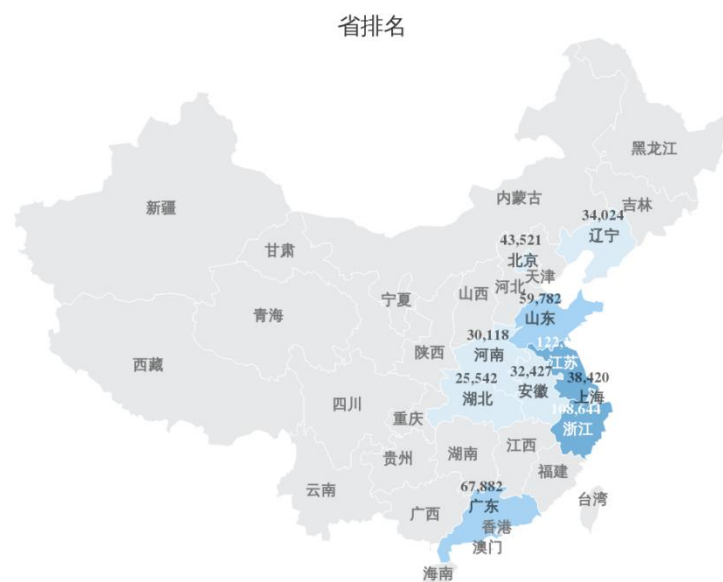 省排名
黑龙江
内蒙古
吉林
新疆
34,024
辽宁
43,521
北京
甘肃
天津
河北
山西
宁夏
59,782
山东
青海
30,118
河南
陕西
江苏
西藏
32,427
安徽
38,420
上海
25,542
湖北
四川
108,644
浙江
重庆
江西
湖南
贵州
福建
云南
67,882
广东
台湾
广西
香港
澳门
海南